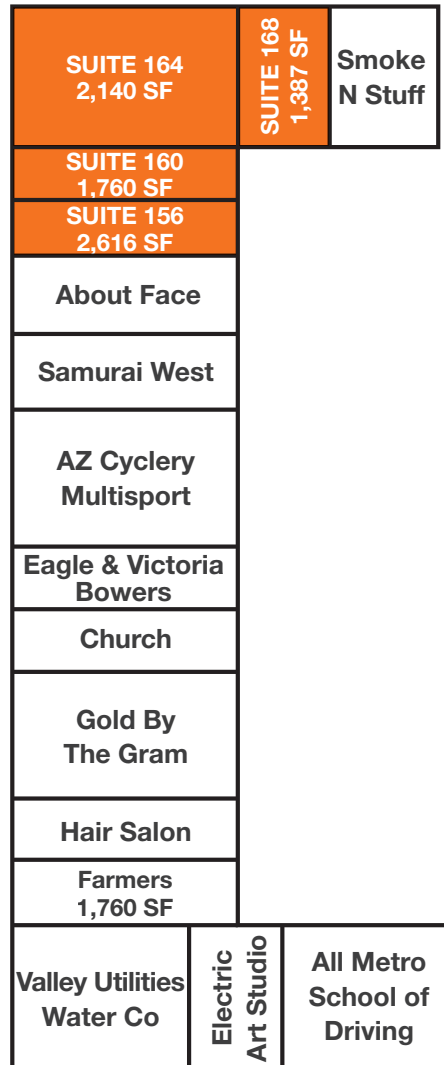 SUITE 164
2,140 SF
SUITE 168
1,387 SF
Smoke
N Stuff
SUITE 160
1,760 SF
SUITE 156
2,616 SF
About Face
Samurai West
AZ Cyclery
Multisport
Eagle & Victoria
Bowers
Church
Gold By
The Gram
Hair Salon
Farmers
1,760 SF
Valley Utilities
Water Co
Electric
Art Studio
All Metro
School of
Driving